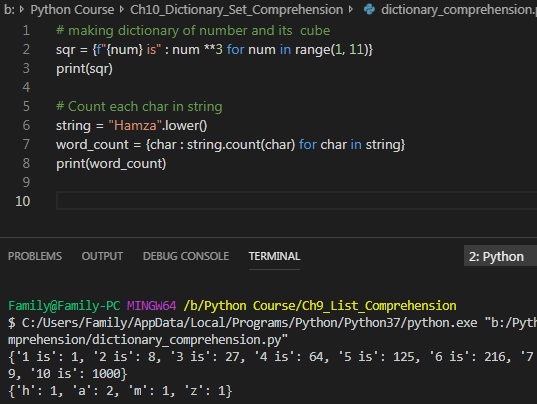 b: > Python Course > Ch10_Dictionary_Set_Comprehension > dictionary_comprehension.p
1 # making dictionary of number and its  cube
2 sqr = {f"{num} is" : num **3 for num in range(1, 11)}
3 print(sqr)
4
5 # Count each char in string
6 string = "Hamza".lower()
7 word_count = {char : string.count(char) for char in string}
8 print(word_count)
9
10
PROBLEMS OUTPUT DEBUG CONSOLE TERMINAL 2: Python
Family@Family-PC MINGW64 /b/Python Course/Ch9_List_Comprehension
$ C:/Users/Family/AppData/Local/Programs/Python/Python37/python.exe "b:/Pyth
mprehension/dictionary_comprehension.py"
{'1 is': 1, '2 is': 8, '3 is': 27, '4 is': 64, '5 is': 125, '6 is': 216, '7
9, '10 is': 1000}
{'h': 1, 'a': 2, 'm': 1, 'z': 1}